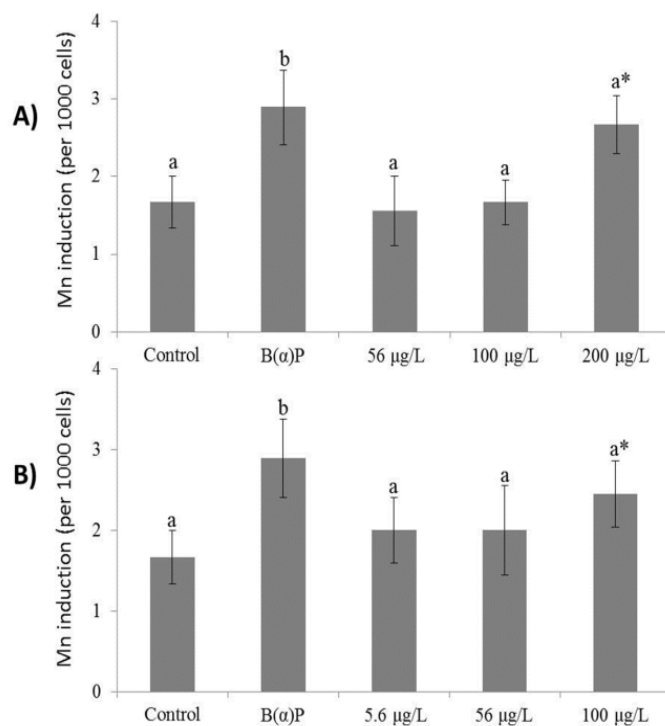 A)
Mn induction (per 1000 cells)
4
3
2
1
0
a
b
a
a
a*
Control B(α)P 56 μg/L 100 μg/L 200 μg/L
B)
Mn induction (per 1000 cells)
4
3
2
1
0
a
b
a
a
a*
Control B(α)P 5.6 μg/L 56 μg/L 100 μg/L